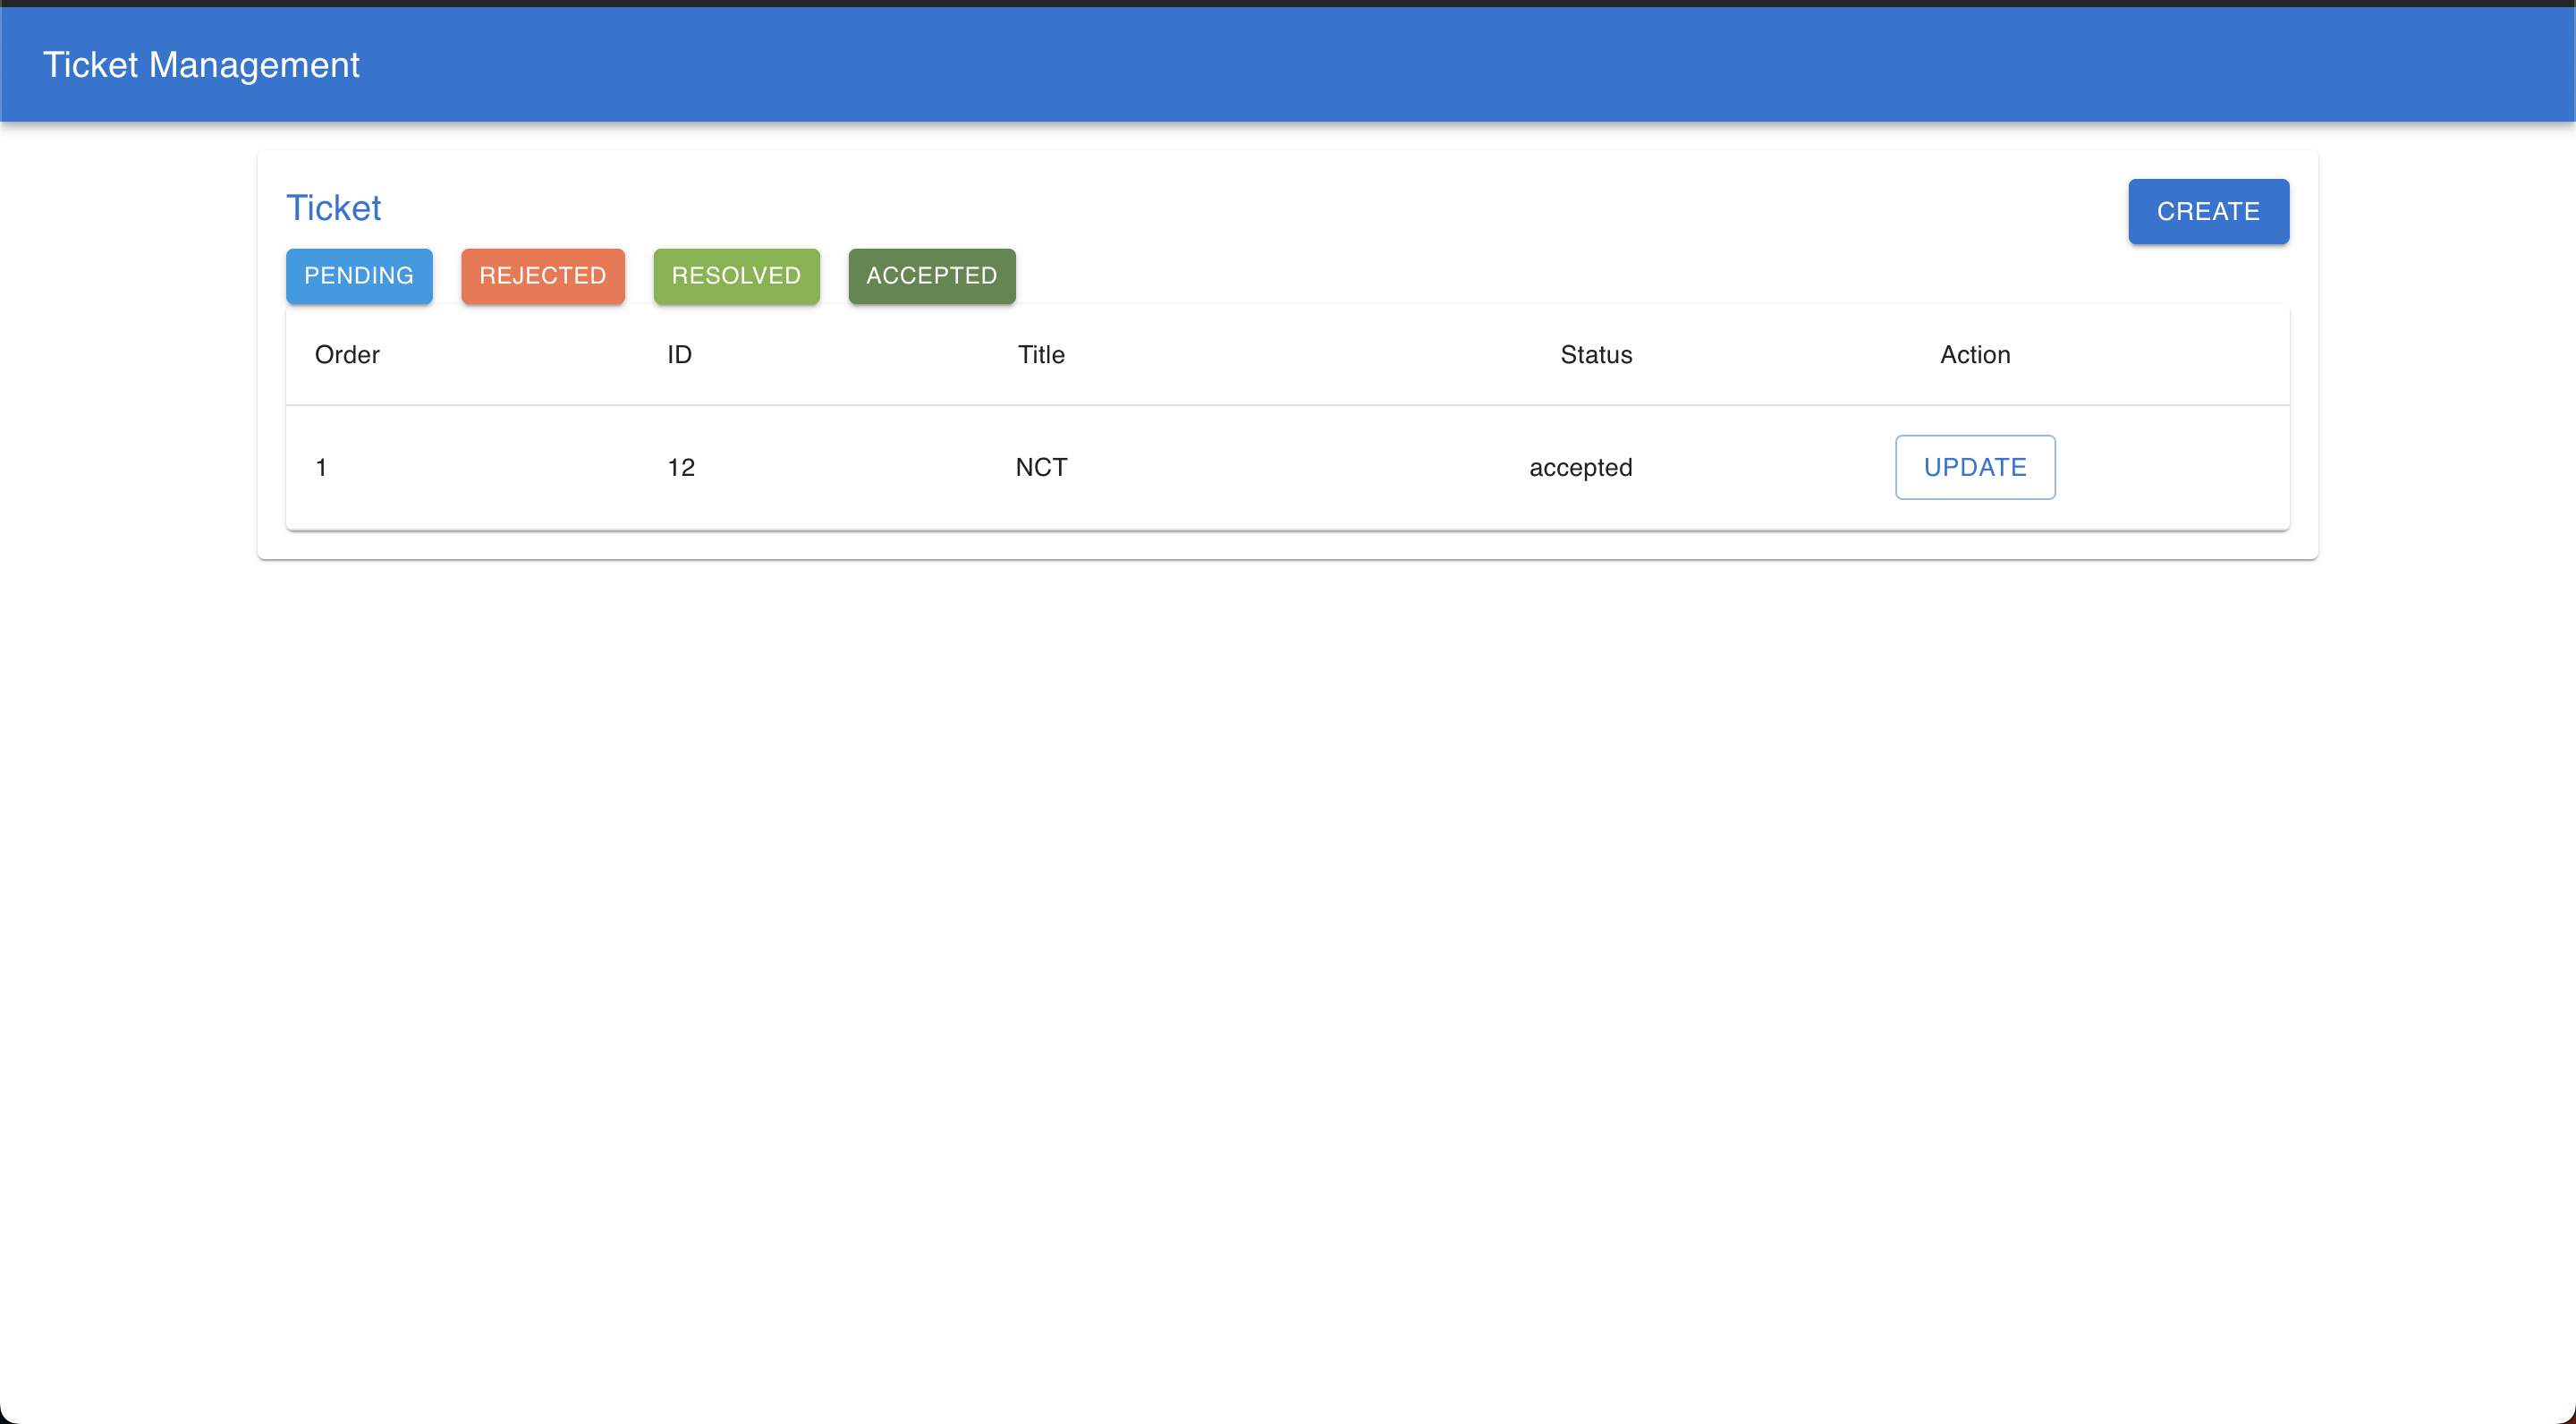 Ticket Management
Ticket
CREATE
PENDING REJECTED RESOLVED ACCEPTED
Order ID Title Status Action
1 12 NCT accepted UPDATE